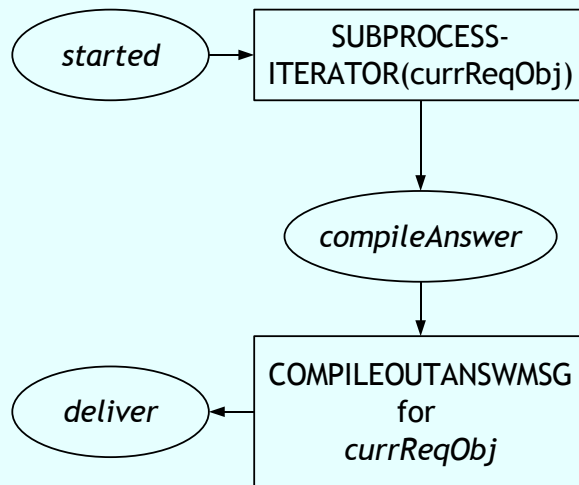 started
SUBPROCESS-
ITERATOR(currReqObj)
compileAnswer
COMPILEOUTANSWMSG
for
currReqObj
deliver